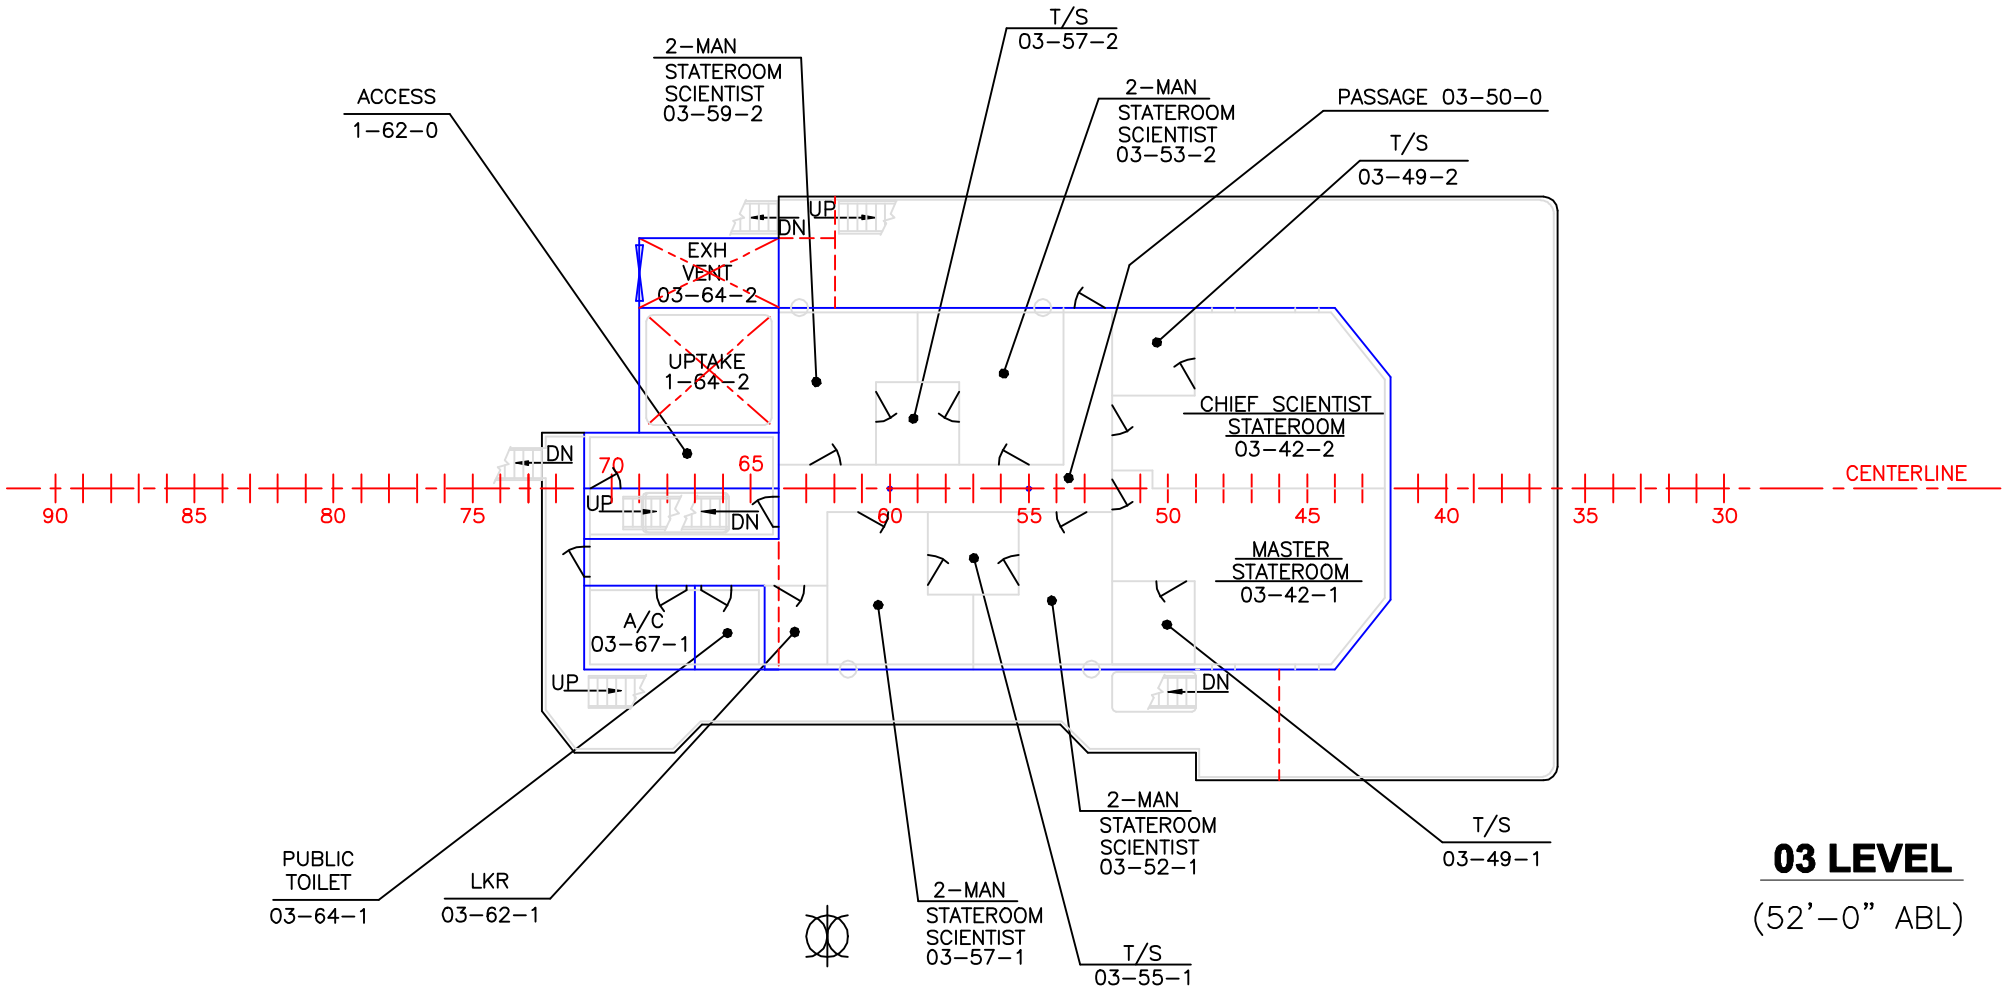 T/S
03-57-2
2-MAN
STATEROOM
SCIENTIST
03-59-2
2-MAN
STATEROOM
SCIENTIST
03-53-2
ACCESS
1-62-0
PASSAGE 03-50-0
T/S
03-49-2
UP
DN
EXH
VENT
03-64-2
UPTAKE
1-64-2
CHIEF SCIENTIST
STATEROOM
03-42-2
DN
70
65
CENTERLINE
UP
DN
90
85
80
75
60
55
50
45
40
35
30
MASTER
STATEROOM
03-42-1
A/C
03-67-1
UP
DN
2-MAN
STATEROOM
SCIENTIST
03-52-1
T/S
03-49-1
PUBLIC
TOILET
03-64-1
LKR
03-62-1
2-MAN
STATEROOM
SCIENTIST
03-57-1
T/S
03-55-1
03 LEVEL
(52'-0" ABL)